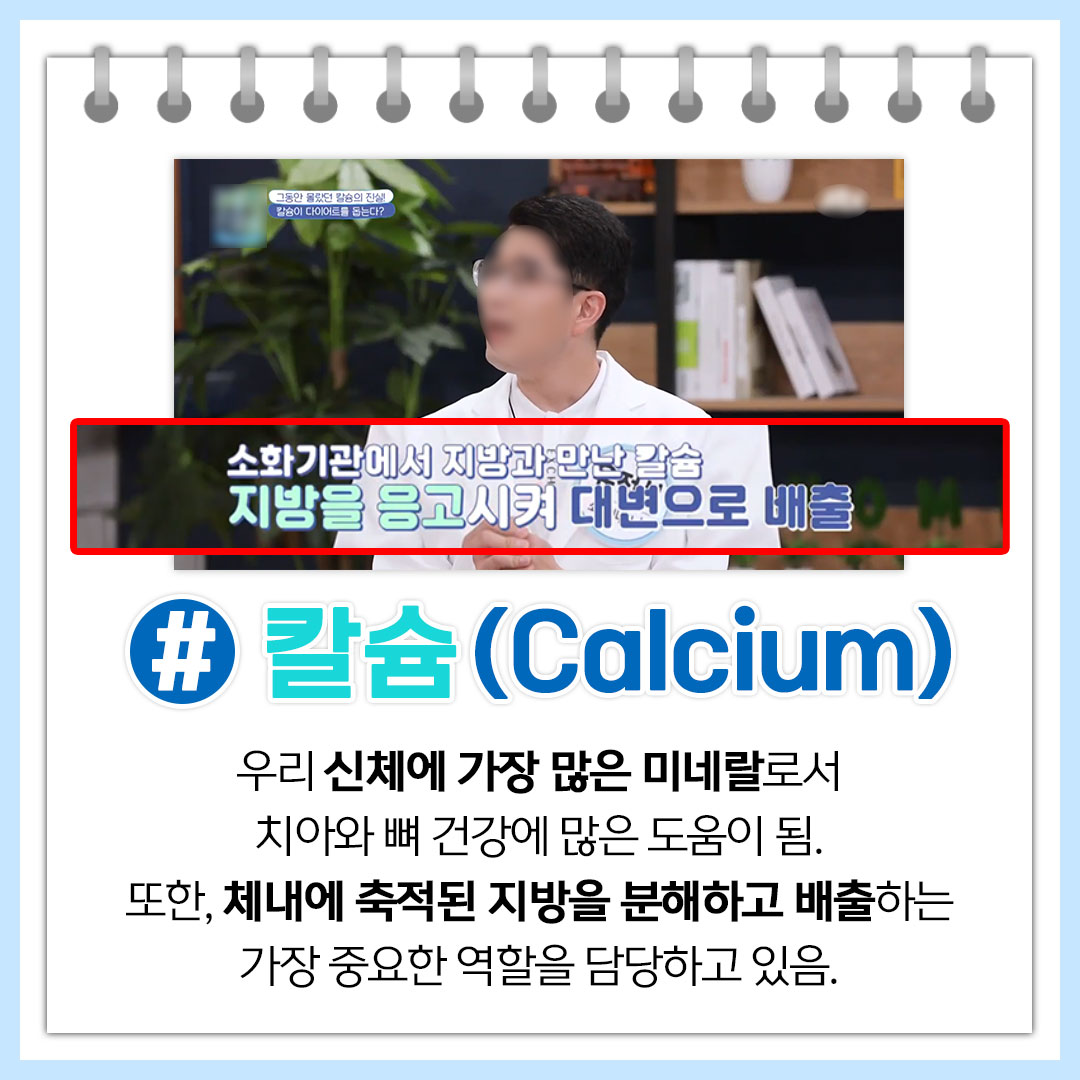 그동안 몰랐던 칼슘의 진실!
칼슘이 다이어트를 돕는다?
소화기관에서 지방과 만난 칼슘
지방을 응고시켜 대변으로 배출
# 칼슘 (Calcium)
우리 신체에 가장 많은 미네랄로서
치아와 뼈 건강에 많은 도움이 됨.
또한, 체내에 축적된 지방을 분해하고 배출하는
가장 중요한 역할을 담당하고 있음.